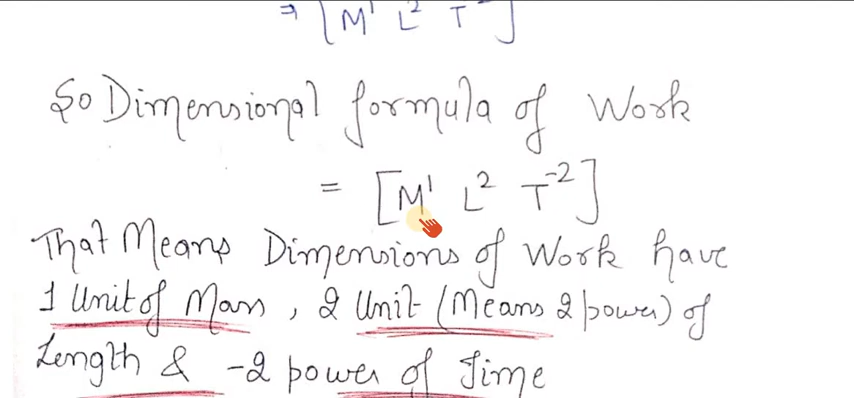 ⇒ [M¹ L² T⁻²]
So Dimensional formula of Work
= [M¹ L² T⁻²]
That Means Dimensions of Work have
1 Unit of Mass, 2 Unit (Means 2 power) of
Length & -2 power of Time